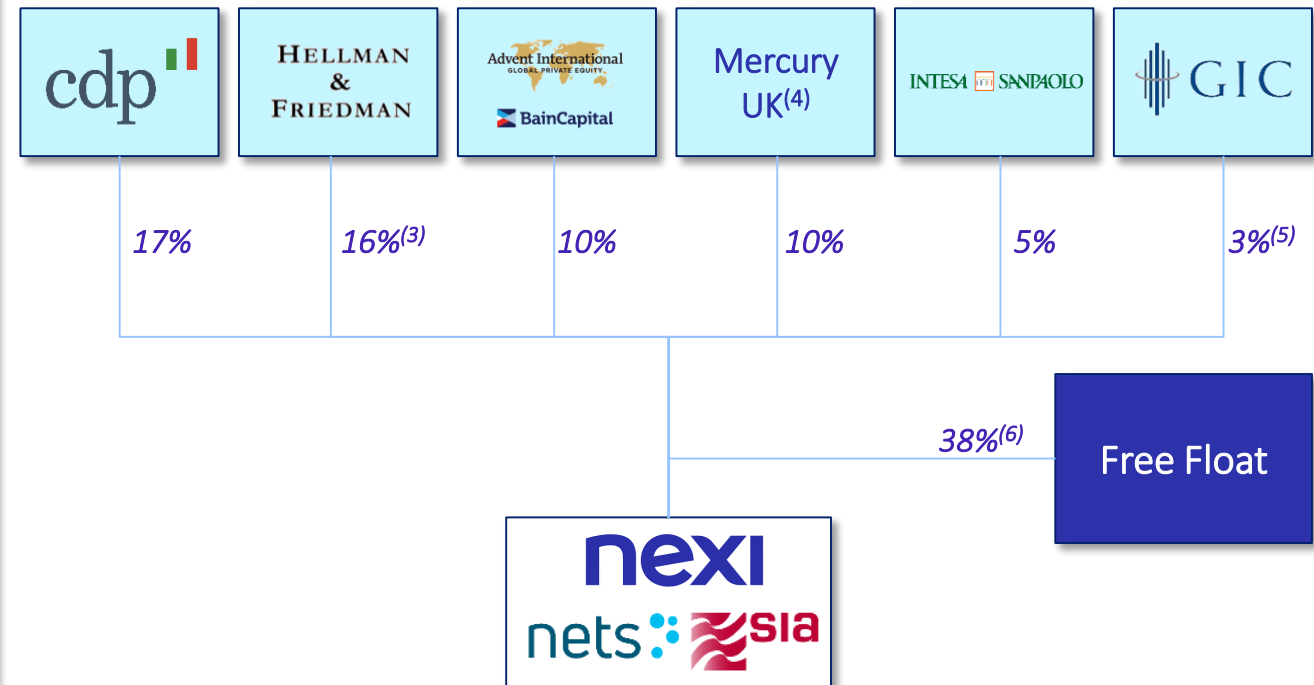 cdp
HELLMAN
&
FRIEDMAN
Advent International
GLOBAL PRIVATE EQUITY
BainCapital
Mercury
UK(4)
INTESA SANPAOLO
GIC
17%
16%(3)
10%
10%
5%
3%(5)
38%(6)
Free Float
nexi
nets
sia